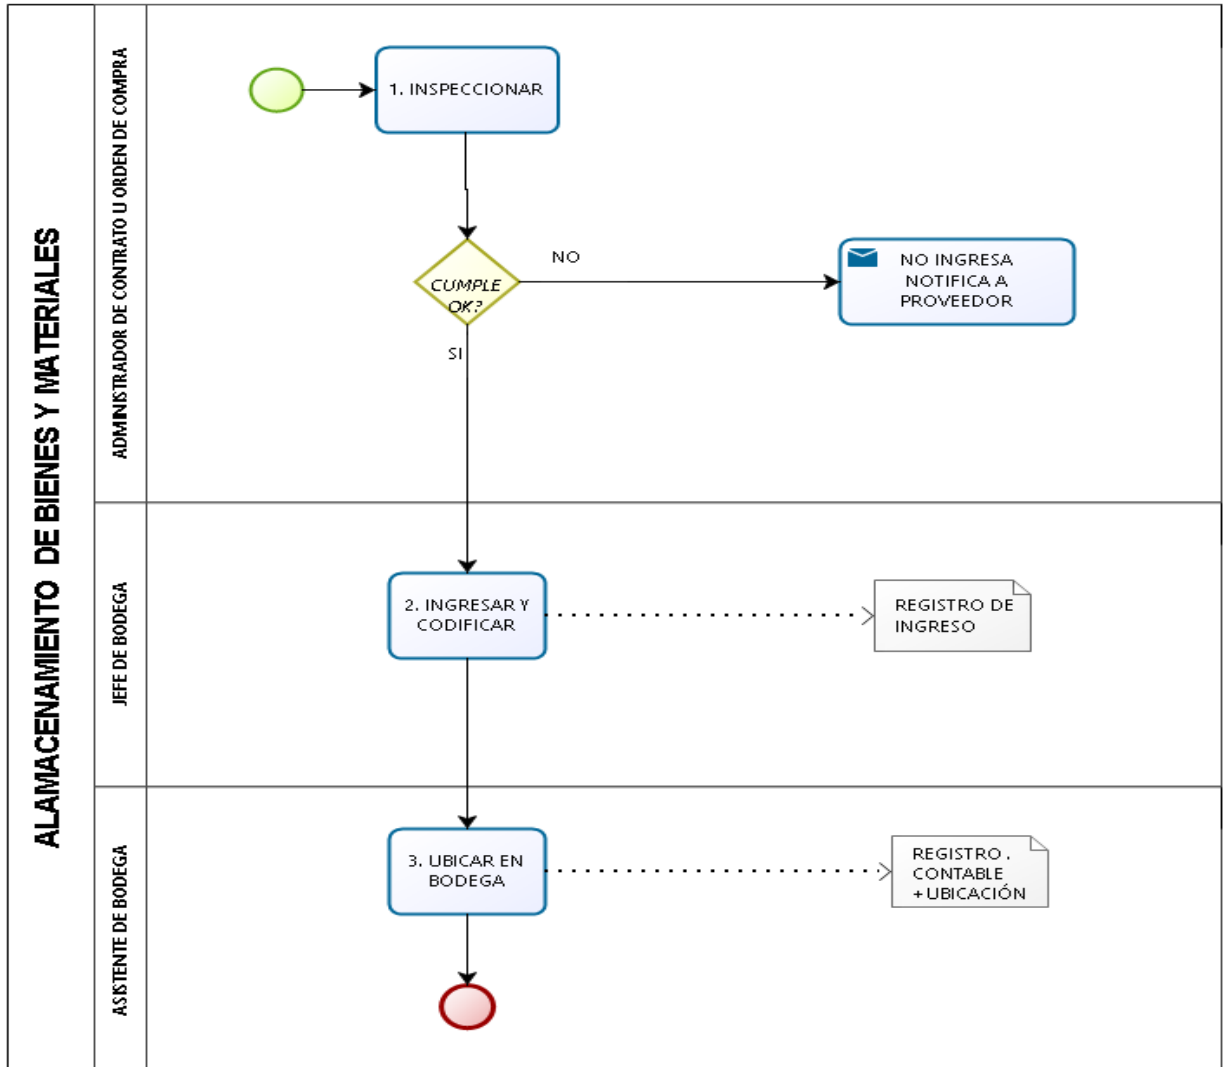 ALAMACENAMIENTO DE BIENES Y MATERIALES
ADMINISTRADOR DE CONTRATO U ORDEN DE COMPRA
1. INSPECCIONAR
CUMPLE
OK?
NO
NO INGRESA
NOTIFICA A
PROVEEDOR
SI
JEFE DE BODEGA
2. INGRESAR Y
CODIFICAR
REGISTRO DE
INGRESO
ASISTENTE DE BODEGA
3. UBICAR EN
BODEGA
REGISTRO .
CONTABLE
+UBICACIÓN